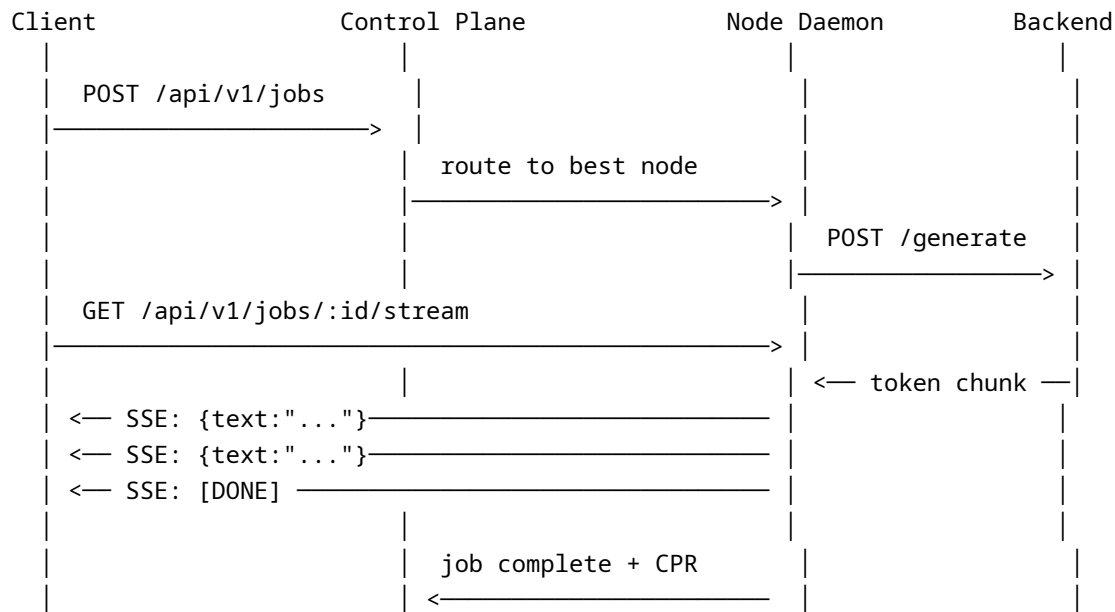 Client Control Plane Node Daemon Backend
POST /api/v1/jobs
route to best node
POST /generate
GET /api/v1/jobs/:id/stream
token chunk
SSE: {text:"..."}
SSE: {text:"..."}
SSE: [DONE]
job complete + CPR